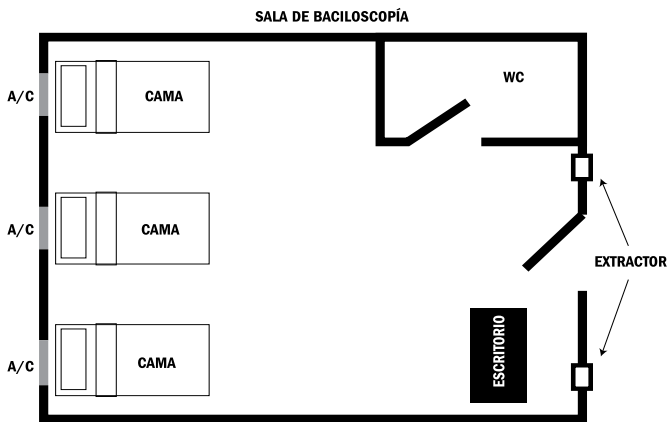 SALA DE BACILOSCOPÍA
WC
A/C
CAMA
A/C
CAMA
EXTRACTOR
A/C
CAMA
ESCRITORIO